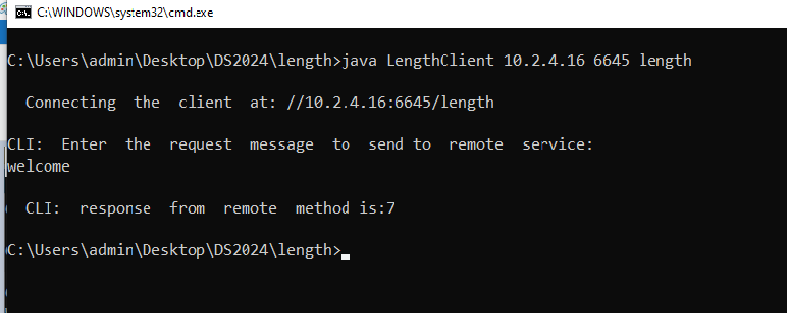 C:\WINDOWS\system32\cmd.exe
C:\Users\admin\Desktop\DS2024\length>java LengthClient 10.2.4.16 6645 length
Connecting the client at: //10.2.4.16:6645/length
CLI: Enter the request message to send to remote service:
welcome
CLI: response from remote method is:7
C:\Users\admin\Desktop\DS2024\length>